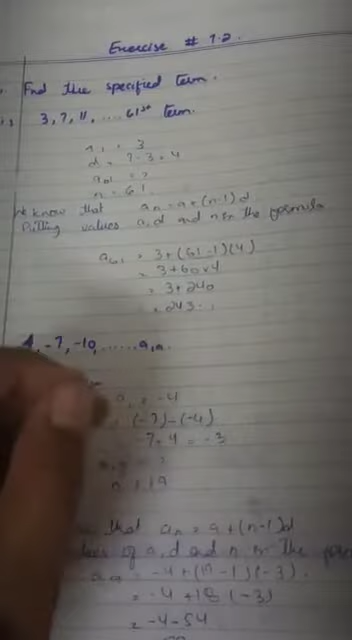 Exercise # 7.2.
Find the specified term.
3, 7, 11, .... 61st term.
a1 = 3
d = 7-3 = 4
a61 = ?
n = 61
know that an = a+(n-1)d
Putting values a, d and n in the formula
a61 = 3+(61-1)(4)
= 3+60×4
= 3+240
= 243
-4, -7, -10, ......
a1 = -4
(-7)-(-4)
-7+4 = -3
n = 19
that an = a+(n-1)d
of a, d and n in the
= -4+(19-1)(-3).
= -4+18(-3)
= -4-54